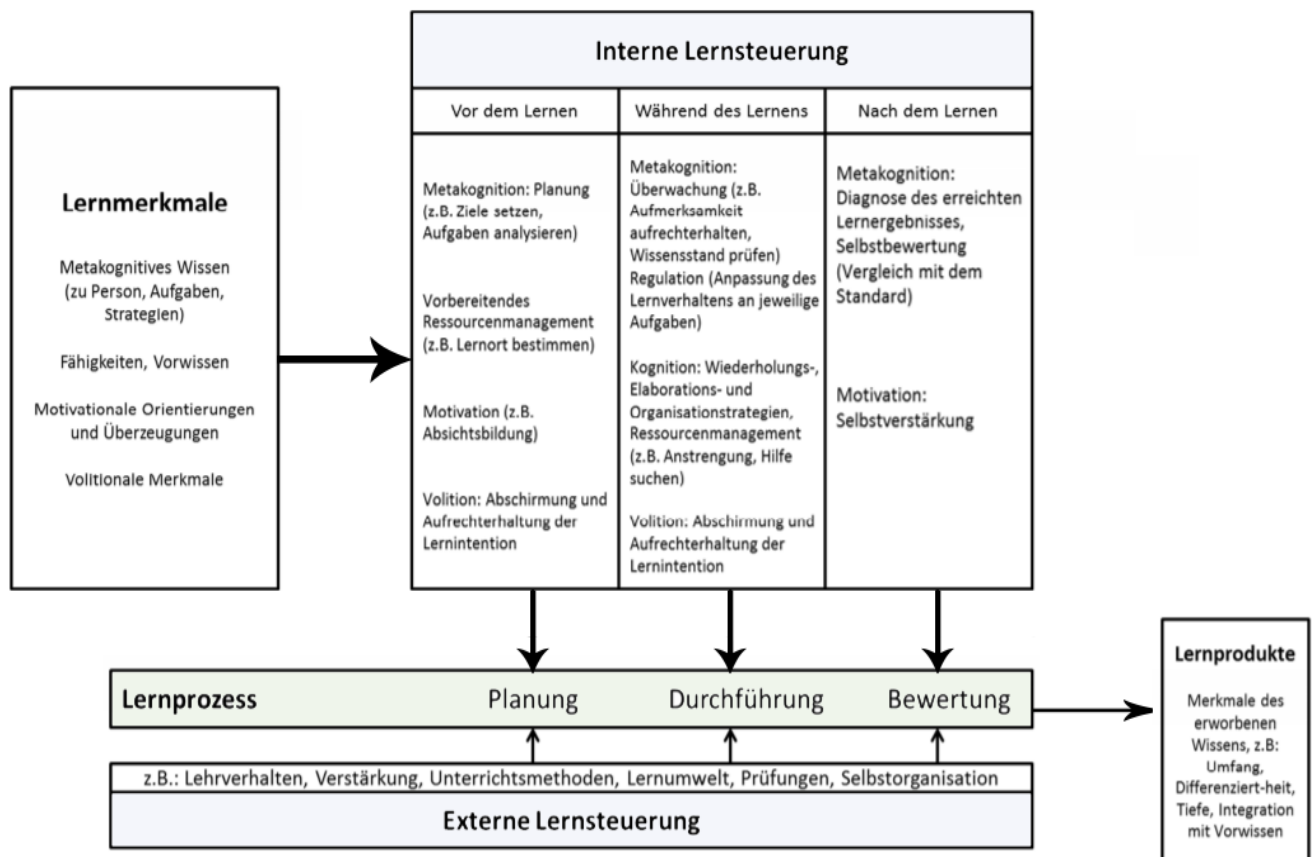 Interne Lernsteuerung
Vor dem Lernen
Während des Lernens
Nach dem Lernen
Lernmerkmale
Metakognitives Wissen
(zu Person, Aufgaben,
Strategien)
Fähigkeiten, Vorwissen
Motivationale Orientierungen
und Überzeugungen
Volitionale Merkmale
Metakognition: Planung
(z.B. Ziele setzen,
Aufgaben analysieren)
Vorbereitendes
Ressourcenmanagement
(z.B. Lernort bestimmen)
Motivation (z.B.
Absichtsbildung)
Volition: Abschirmung und
Aufrechterhaltung der
Lernintention
Metakognition:
Überwachung (z.B.
Aufmerksamkeit
aufrechterhalten,
Wissensstand prüfen)
Regulation (Anpassung des
Lernverhaltens an jeweilige
Aufgaben)
Kognition: Wiederholungs-,
Elaborations- und
Organisationstrategien,
Ressourcenmanagement
(z.B. Anstrengung, Hilfe
suchen)
Volition: Abschirmung und
Aufrechterhaltung der
Lernintention
Metakognition:
Diagnose des erreichten
Lernergebnisses,
Selbstbewertung
(Vergleich mit dem
Standard)
Motivation:
Selbstverstärkung
Lernprozess Planung Durchführung Bewertung
z.B.: Lehrverhalten, Verstärkung, Unterrichtsmethoden, Lernumwelt, Prüfungen, Selbstorganisation
Externe Lernsteuerung
Lernprodukte
Merkmale des
erworbenen
Wissens, z.B:
Umfang,
Differenziert-heit,
Tiefe, Integration
mit Vorwissen